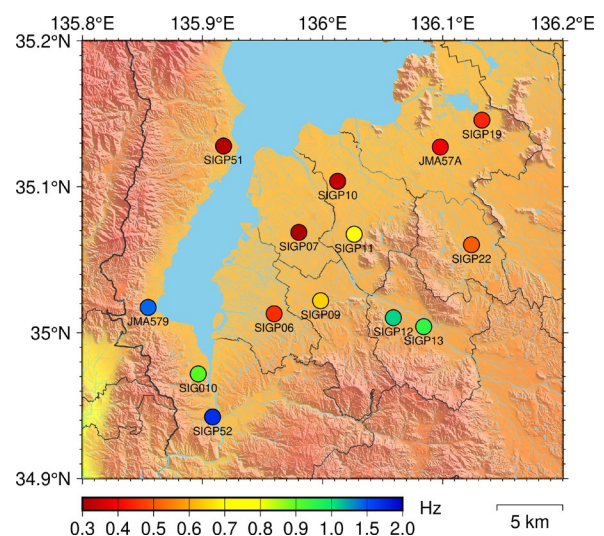 135.8°E 135.9°E 136°E 136.1°E 136.2°E
35.2°N
SIGP19
SIGP51
JMA57A
35.1°N
SIGP10
SIGP07
SIGP11
SIGP22
JMA579
SIGP06
SIGP09
SIGP12
35°N
SIGP13
SIG010
SIGP52
34.9°N
Hz
0.3 0.4 0.5 0.6 0.7 0.8 0.9 1.0 1.5 2.0
5 km